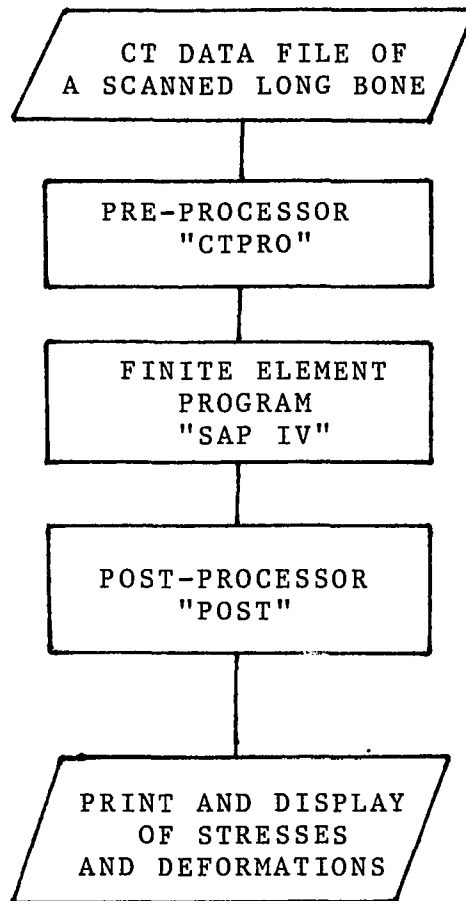 CT DATA FILE OF
A SCANNED LONG BONE
PRE-PROCESSOR
"CTPRO"
FINITE ELEMENT
PROGRAM
"SAP IV"
POST-PROCESSOR
"POST"
PRINT AND DISPLAY
OF STRESSES
AND DEFORMATIONS